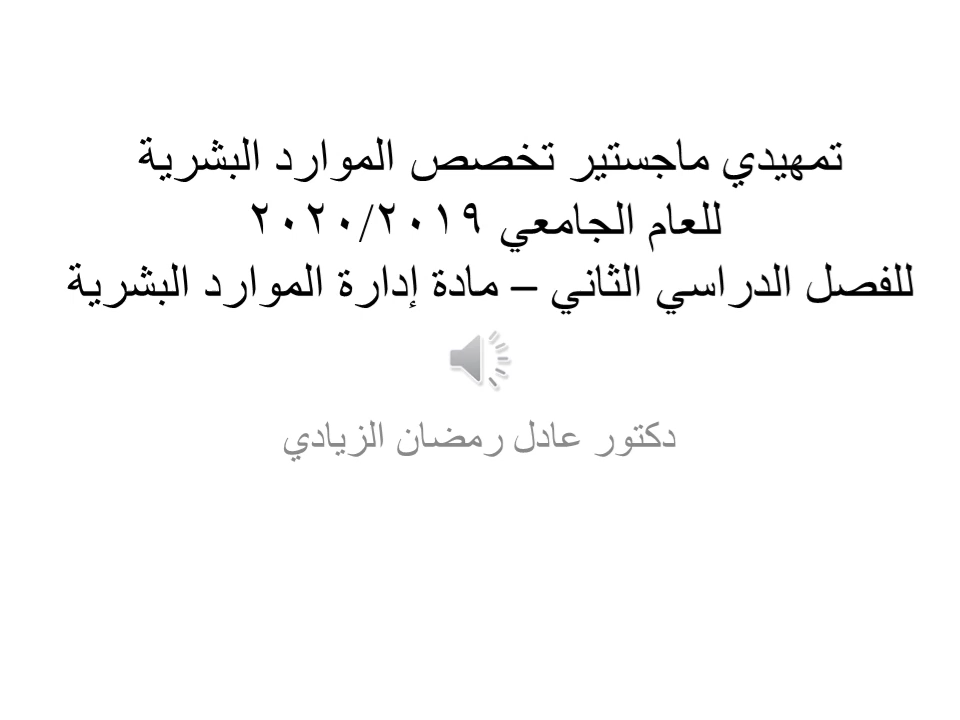 تمهيدي ماجستير تخصص الموارد البشرية
للعام الجامعي ٢٠٢٠/٢٠١٩
للفصل الدراسي الثاني – مادة إدارة الموارد البشرية
دكتور عادل رمضان الزيادي